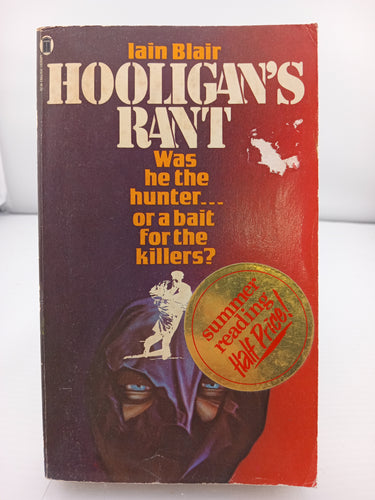 Iain Blair
HOOLIGAN'S
RANT
Was
he the
hunter...
or a bait
for the
killers?
summer
reading
Half Price!